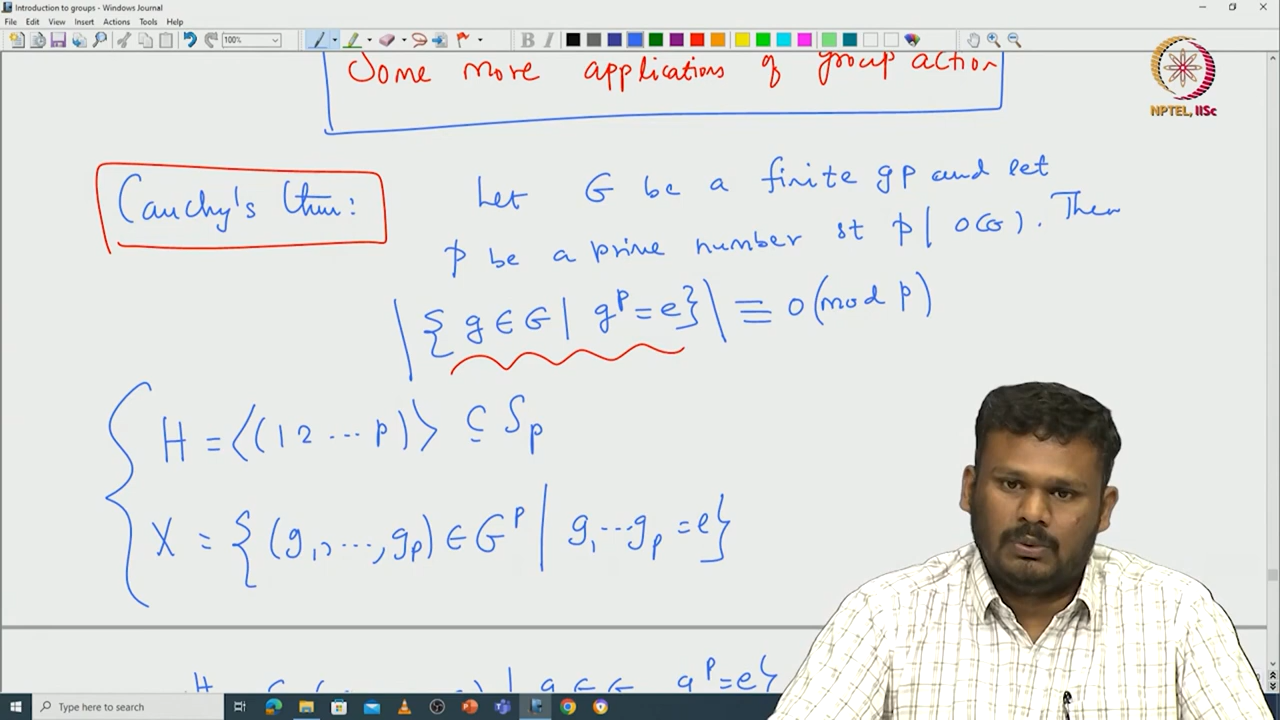 Introduction to groups - Windows Journal
File Edit View Insert Actions Tools Help
100%
B I
Some more applications of group action
NPTEL, IISc
Cauchy's thm: Let G be a finite gp and let
p be a prime number st p | o(G). Then
|{g ∈ G | g^p = e}| ≡ 0 (mod p)
H = ⟨(1 2 ... p)⟩ ⊆ S_p
X = {(g_1, ..., g_p) ∈ G^p | g_1 ... g_p = e}
g^p = e}
Type here to search